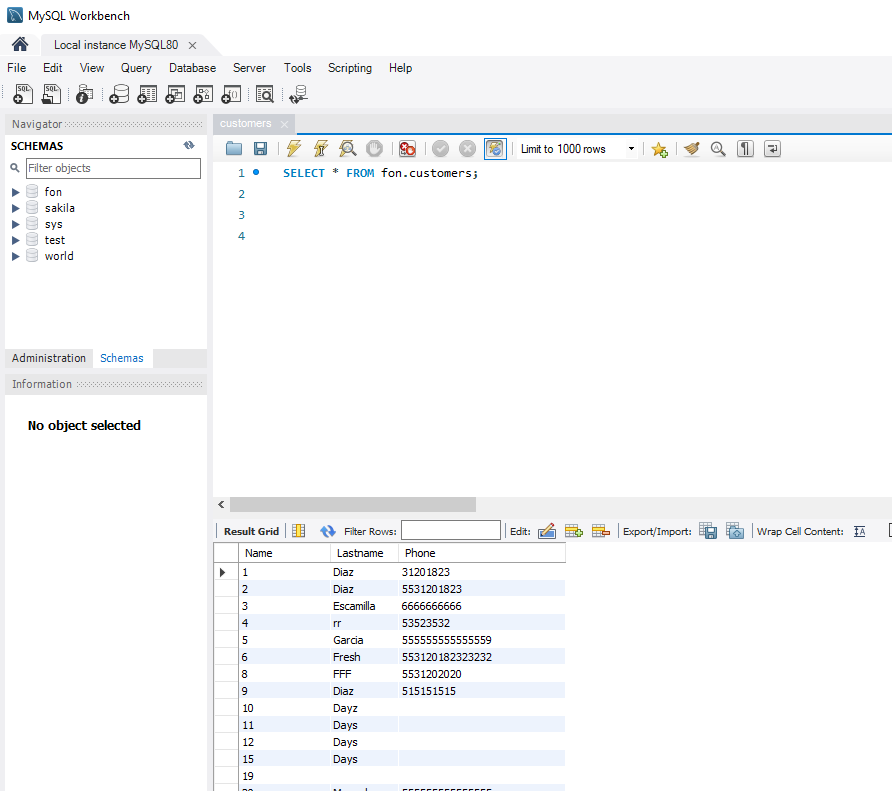 MySQL Workbench
Local instance MySQL80
File Edit View Query Database Server Tools Scripting Help
Navigator
customers
SCHEMAS
Limit to 1000 rows
Filter objects
1 SELECT * FROM fon.customers;
2
3
4
fon
sakila
sys
test
world
Administration Schemas
Information
No object selected
Result Grid Filter Rows: Edit: Export/Import: Wrap Cell Content:
Name Lastname Phone
1 Diaz 31201823
2 Diaz 5531201823
3 Escamilla 6666666666
4 rr 53523532
5 Garcia 555555555555559
6 Fresh 553120182323232
8 FFF 5531202020
9 Diaz 515151515
10 Dayz
11 Days
12 Days
15 Days
19